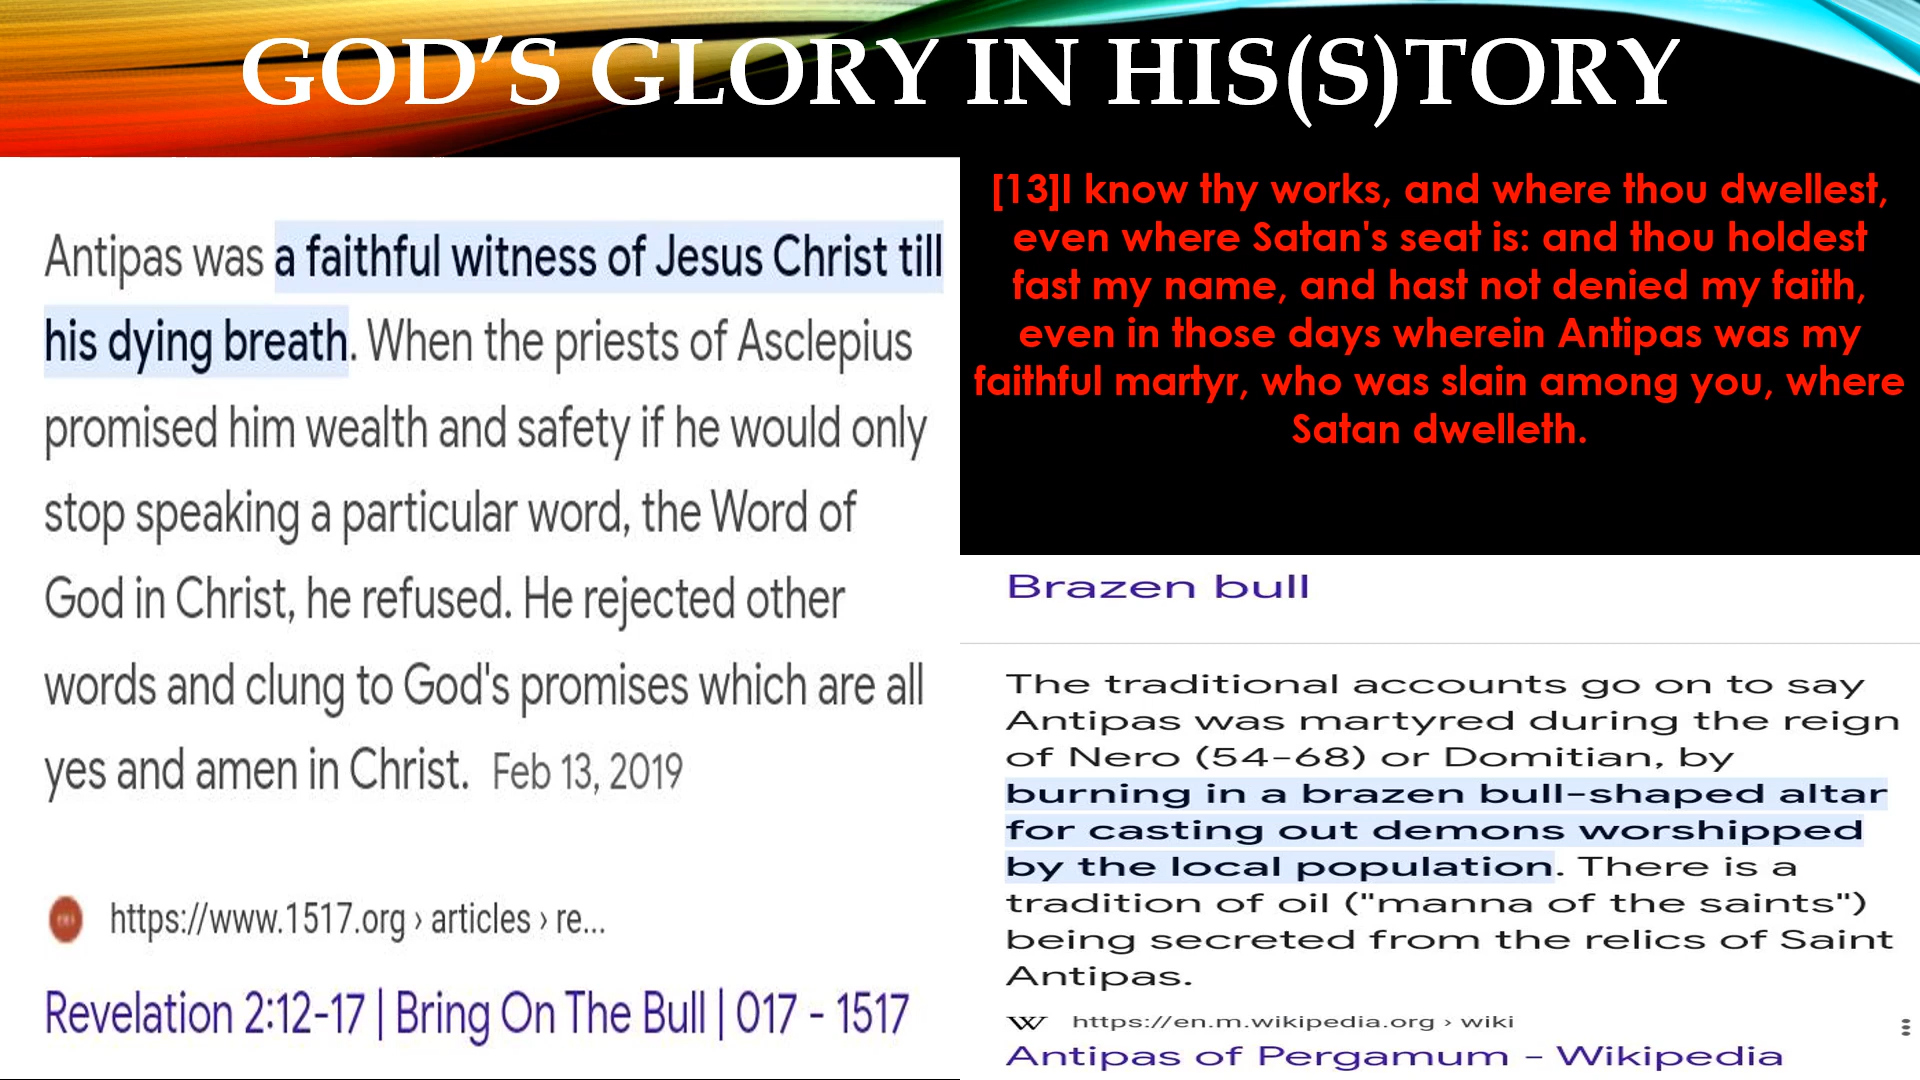 GOD’S GLORY IN HIS(S)TORY
Antipas was a faithful witness of Jesus Christ till
his dying breath. When the priests of Asclepius
promised him wealth and safety if he would only
stop speaking a particular word, the Word of
God in Christ, he refused. He rejected other
words and clung to God's promises which are all
yes and amen in Christ. Feb 13, 2019
https://www.1517.org › articles › re...
Revelation 2:12-17 | Bring On The Bull | 017 - 1517
[13]I know thy works, and where thou dwellest,
even where Satan's seat is: and thou holdest
fast my name, and hast not denied my faith,
even in those days wherein Antipas was my
faithful martyr, who was slain among you, where
Satan dwelleth.
Brazen bull
The traditional accounts go on to say
Antipas was martyred during the reign
of Nero (54–68) or Domitian, by
burning in a brazen bull-shaped altar
for casting out demons worshipped
by the local population. There is a
tradition of oil ("manna of the saints")
being secreted from the relics of Saint
Antipas.
W https://en.m.wikipedia.org › wiki
Antipas of Pergamum - Wikipedia